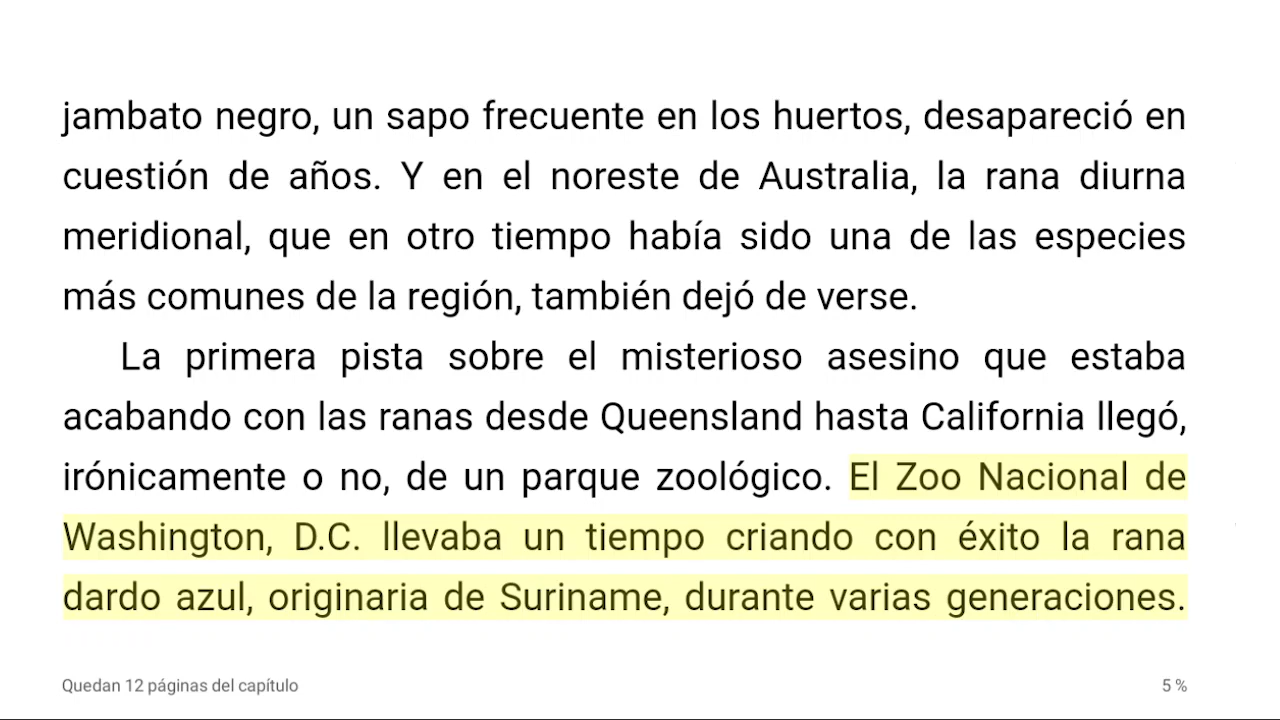 jambato negro, un sapo frecuente en los huertos, desapareció en
cuestión de años. Y en el noreste de Australia, la rana diurna
meridional, que en otro tiempo había sido una de las especies
más comunes de la región, también dejó de verse.
La primera pista sobre el misterioso asesino que estaba
acabando con las ranas desde Queensland hasta California llegó,
irónicamente o no, de un parque zoológico. El Zoo Nacional de
Washington, D.C. llevaba un tiempo criando con éxito la rana
dardo azul, originaria de Suriname, durante varias generaciones.
Quedan 12 páginas del capítulo
5 %